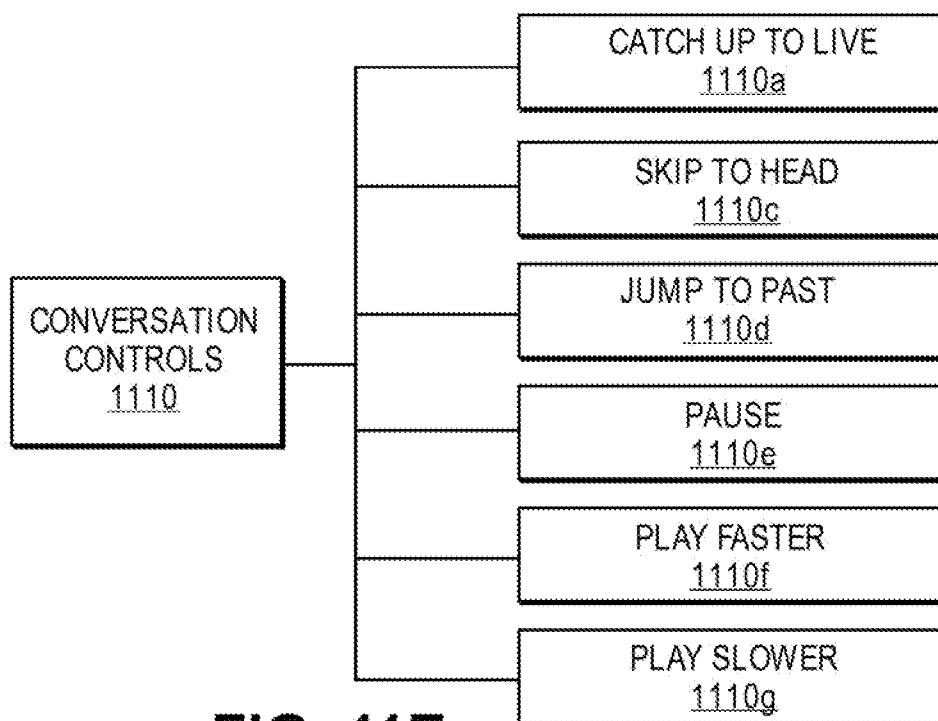 CATCH UP TO LIVE
1110a
SKIP TO HEAD
1110c
JUMP TO PAST
1110d
CONVERSATION
CONTROLS
1110
PAUSE
1110e
PLAY FASTER
1110f
PLAY SLOWER
1110g